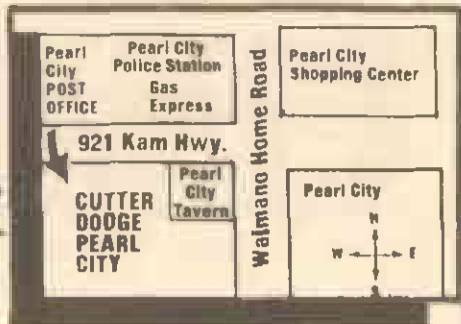 Pearl
City
POST
OFFICE
Pearl City
Police Station
Gas
Express
Pearl City
Shopping Center
Waimano Home Road
921 Kam Hwy.
Pearl
City
Tavern
CUTTER
DODGE
PEARL
CITY
Pearl City
N
W E